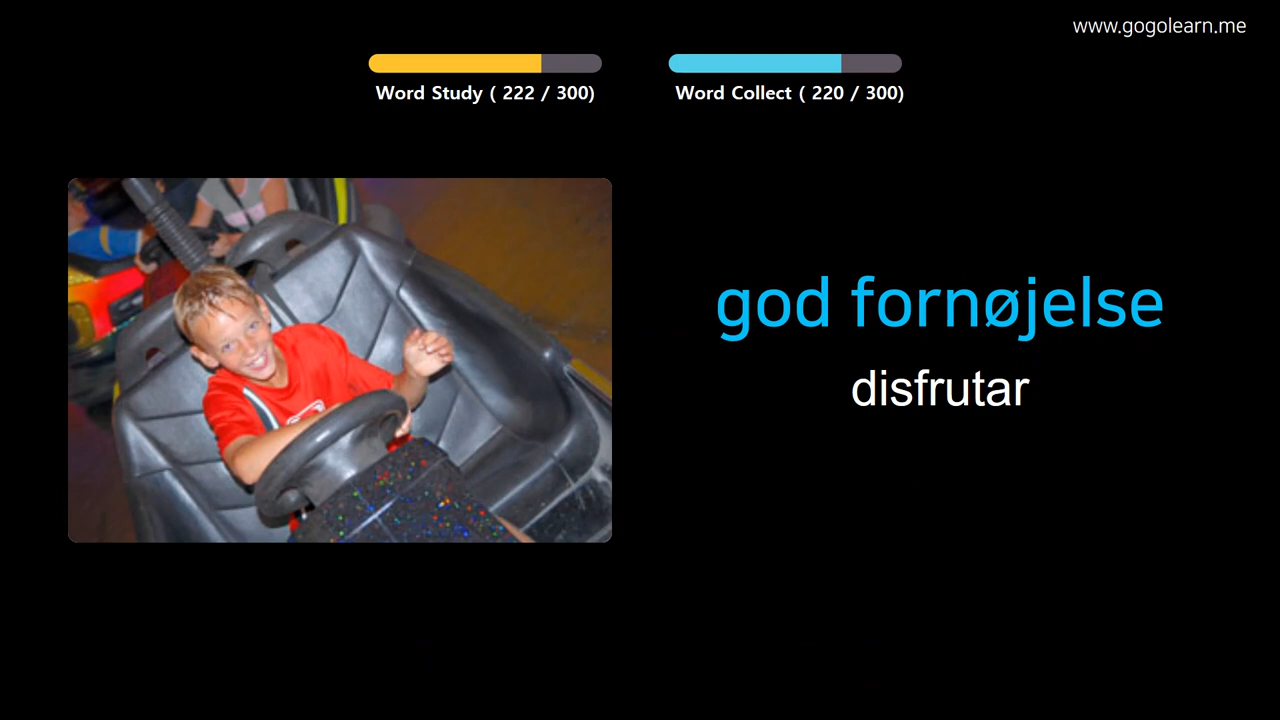 www.gogolearn.me
Word Study ( 222 / 300)
Word Collect ( 220 / 300)
god fornøjelse
disfrutar